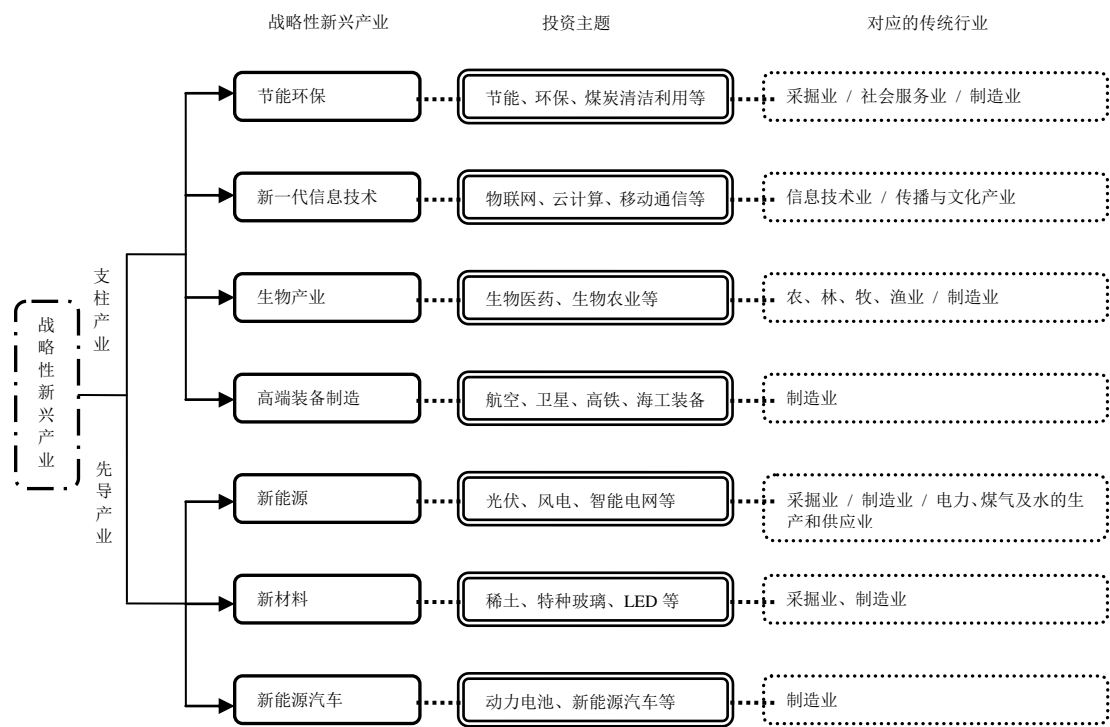 战略性新兴产业 投资主题 对应的传统行业
战略性新兴产业
支柱产业
先导产业
节能环保 节能、环保、煤炭清洁利用等 采掘业 / 社会服务业 / 制造业
新一代信息技术 物联网、云计算、移动通信等 信息技术业 / 传播与文化产业
生物产业 生物医药、生物农业等 农、林、牧、渔业 / 制造业
高端装备制造 航空、卫星、高铁、海工装备 制造业
新能源 光伏、风电、智能电网等 采掘业 / 制造业 / 电力、煤气及水的生
产和供应业
新材料 稀土、特种玻璃、LED 等 采掘业、制造业
新能源汽车 动力电池、新能源汽车等 制造业